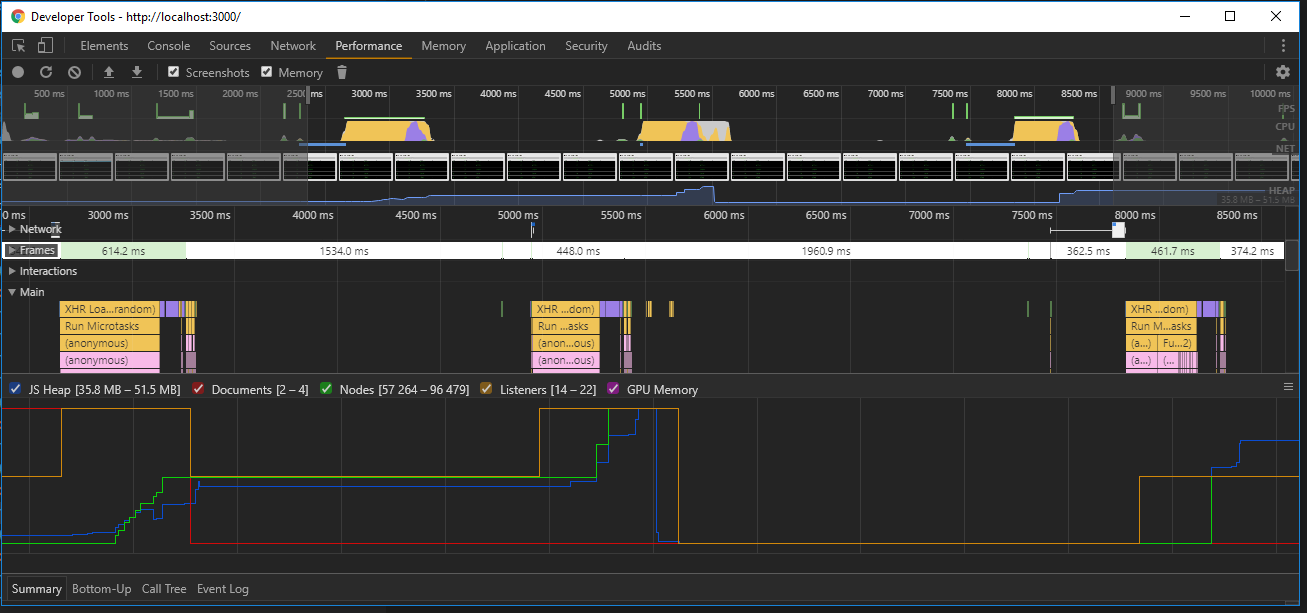 Developer Tools - http://localhost:3000/
Elements Console Sources Network Performance Memory Application Security Audits
Screenshots Memory
500 ms 1000 ms 1500 ms 2000 ms 250 ms 3000 ms 3500 ms 4000 ms 4500 ms 5000 ms 5500 ms 6000 ms 6500 ms 7000 ms 7500 ms 8000 ms 8500 ms 9000 ms 9500 ms 10000 ms
FPS
CPU
NET
HEAP
35.8 MB – 51.5 MB
0 ms 3000 ms 3500 ms 4000 ms 4500 ms 5000 ms 5500 ms 6000 ms 6500 ms 7000 ms 7500 ms 8000 ms 8500 ms
Network
Frames 614.2 ms 1534.0 ms 448.0 ms 1960.9 ms 362.5 ms 461.7 ms 374.2 ms
Interactions
Main
XHR Loa...random) XHR ...dom) XHR ...dom)
Run Microtasks Run ...asks Run M...asks
(anonymous) (anon...ous) (a...) Fu...2)
(anonymous) (anon...ous) (a...) (...
JS Heap [35.8 MB – 51.5 MB] Documents [2 – 4] Nodes [57 264 – 96 479] Listeners [14 – 22] GPU Memory
Summary Bottom-Up Call Tree Event Log